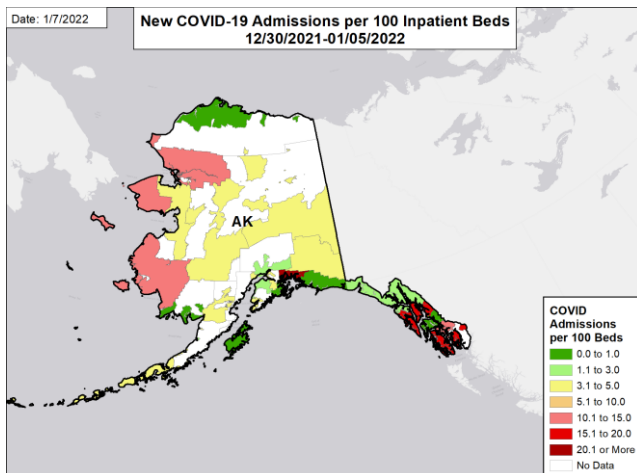 Date: 1/7/2022
New COVID-19 Admissions per 100 Inpatient Beds
12/30/2021-01/05/2022
AK
COVID
Admissions
per 100 Beds
0.0 to 1.0
1.1 to 3.0
3.1 to 5.0
5.1 to 10.0
10.1 to 15.0
15.1 to 20.0
20.1 or More
No Data